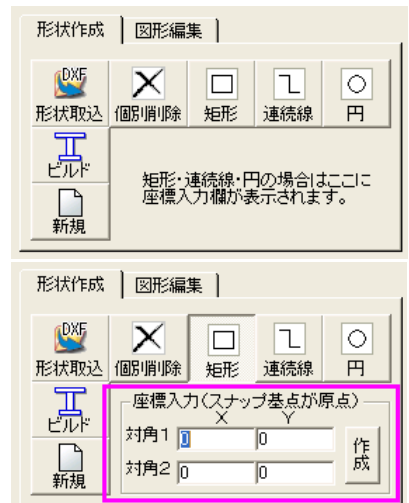 形状作成 図形編集
DXF
形状取込 個別削除 矩形 連続線 円
ビルド
矩形・連続線・円の場合はここに
座標入力欄が表示されます。
新規
形状作成 図形編集
DXF
形状取込 個別削除 矩形 連続線 円
ビルド
座標入力(スナップ基点が原点)
X Y
対角1 0 0
対角2 0 0
作成
新規